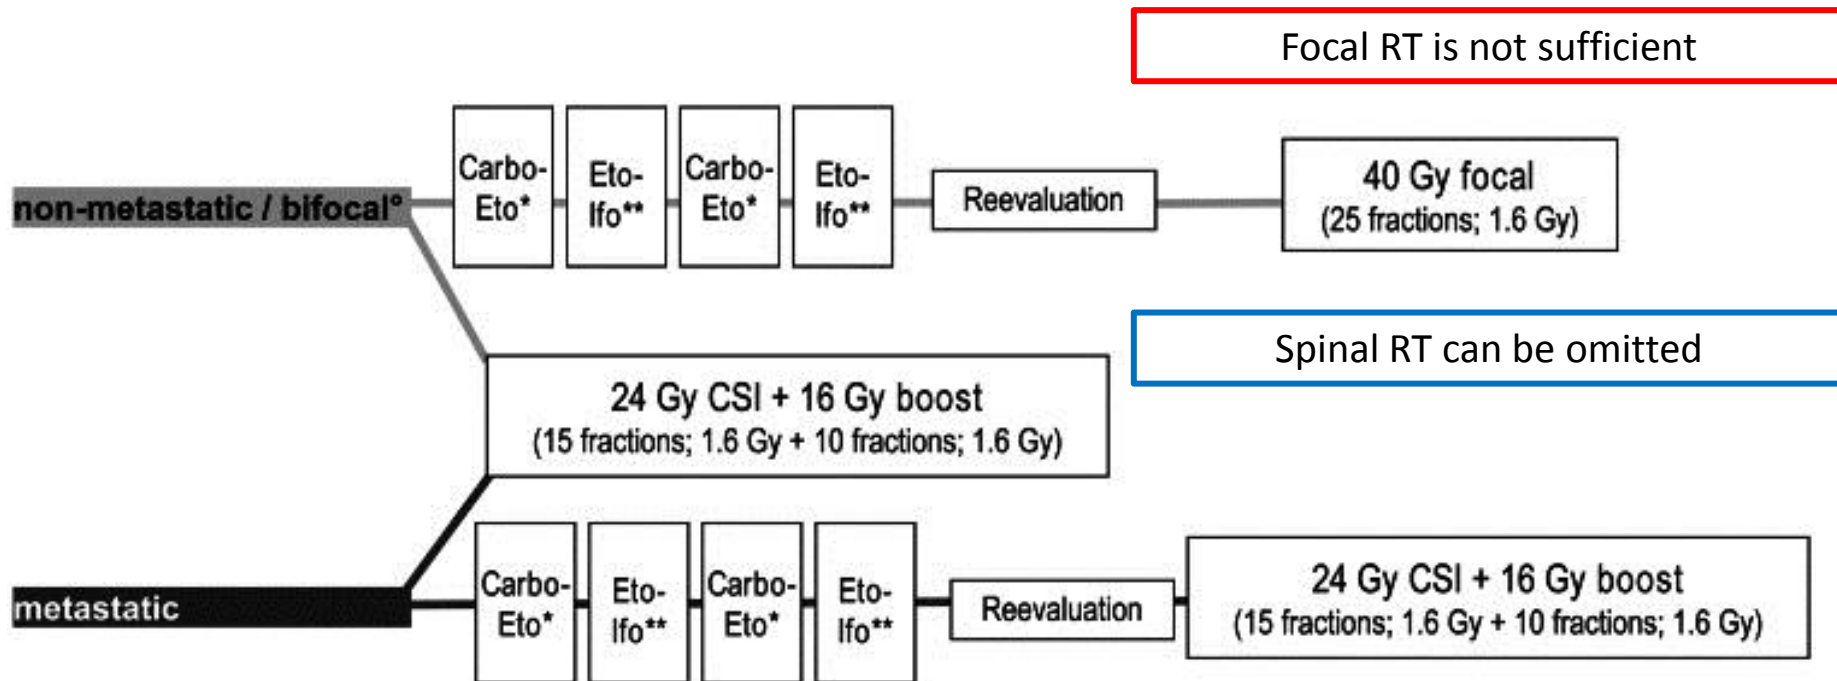 Focal RT is not sufficient
non-metastatic / bifocal°
Carbo-
Eto*
Eto-
Ifo**
Carbo-
Eto*
Eto-
Ifo**
Reevaluation
40 Gy focal
(25 fractions; 1.6 Gy)
Spinal RT can be omitted
24 Gy CSI + 16 Gy boost
(15 fractions; 1.6 Gy + 10 fractions; 1.6 Gy)
metastatic
Carbo-
Eto*
Eto-
Ifo**
Carbo-
Eto*
Eto-
Ifo**
Reevaluation
24 Gy CSI + 16 Gy boost
(15 fractions; 1.6 Gy + 10 fractions; 1.6 Gy)